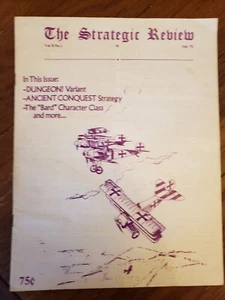 The Strategic Review
In This Issue:
-DUNGEON! Variant
-ANCIENT CONQUEST Strategy
-The "Bard" Character Class
and more....
75¢